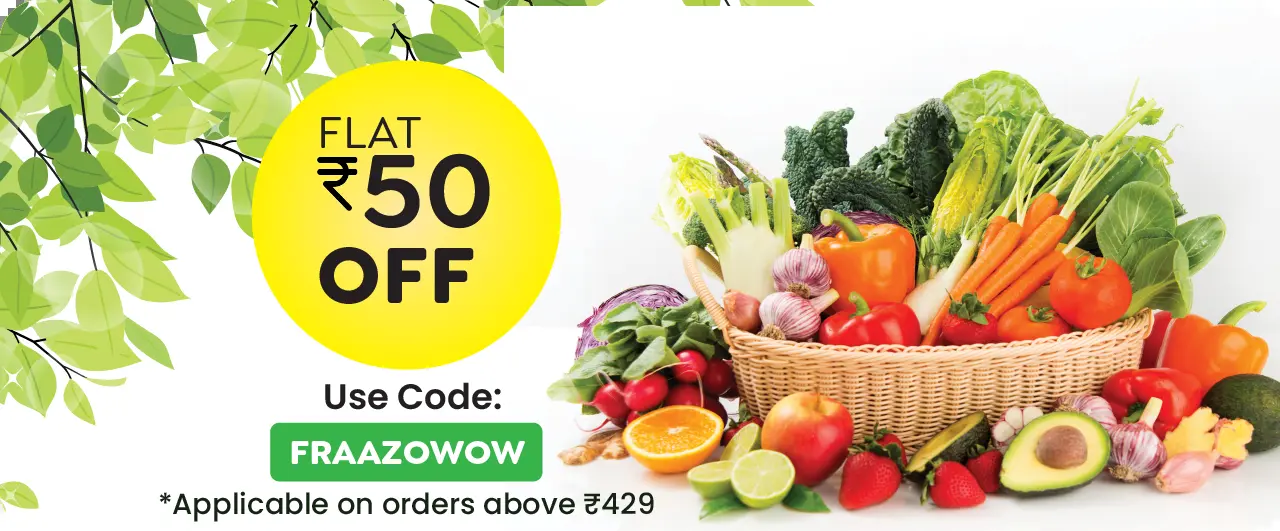 FLAT
₹50
OFF
Use Code:
FRAAZOWOW
*Applicable on orders above ₹429